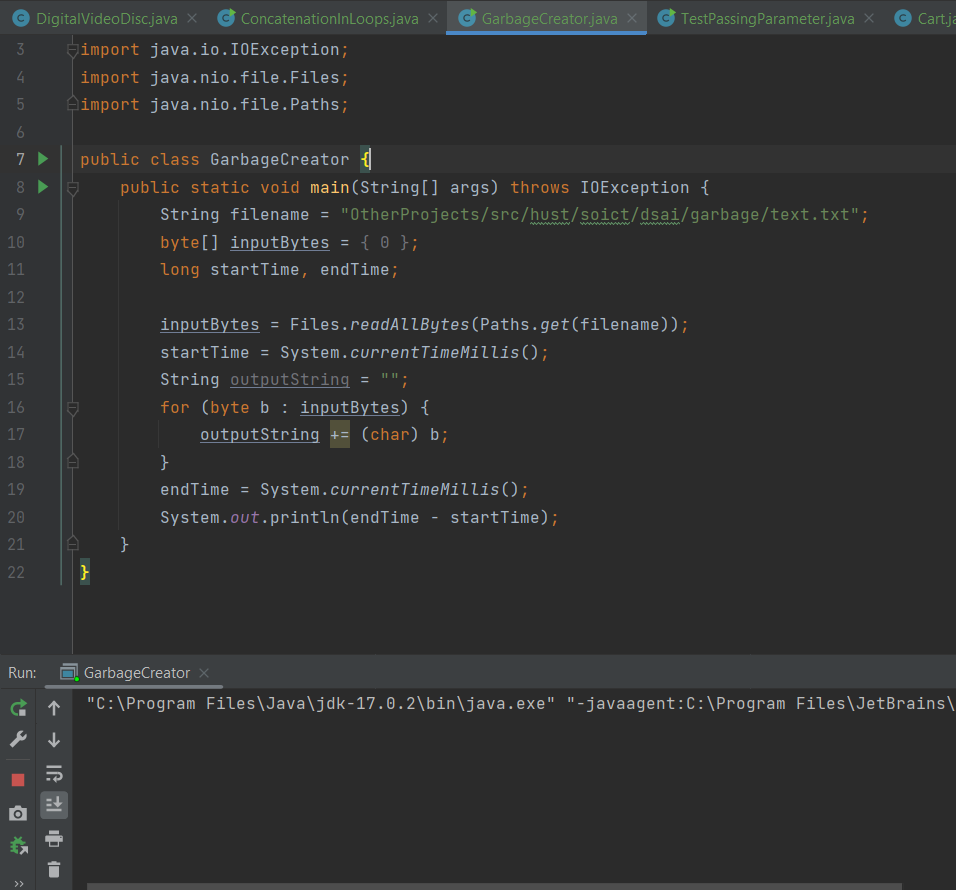 DigitalVideoDisc.java ConcatenationInLoops.java GarbageCreator.java TestPassingParameter.java Cart.ja
3 import java.io.IOException;
4 import java.nio.file.Files;
5 import java.nio.file.Paths;
6
7 public class GarbageCreator {
8 public static void main(String[] args) throws IOException {
9 String filename = "OtherProjects/src/hust/soict/dsai/garbage/text.txt";
10 byte[] inputBytes = { 0 };
11 long startTime, endTime;
12
13 inputBytes = Files.readAllBytes(Paths.get(filename));
14 startTime = System.currentTimeMillis();
15 String outputString = "";
16 for (byte b : inputBytes) {
17 outputString += (char) b;
18 }
19 endTime = System.currentTimeMillis();
20 System.out.println(endTime - startTime);
21 }
22 }
Run: GarbageCreator
"C:\Program Files\Java\jdk-17.0.2\bin\java.exe" "-javaagent:C:\Program Files\JetBrains\